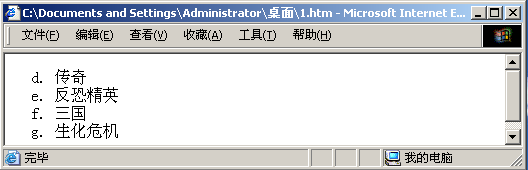 C:\Documents and Settings\Administrator\桌面\1.htm - Microsoft Internet E...
文件(F) 编辑(E) 查看(V) 收藏(A) 工具(T) 帮助(H)
d. 传奇
e. 反恐精英
f. 三国
g. 生化危机
完毕 我的电脑